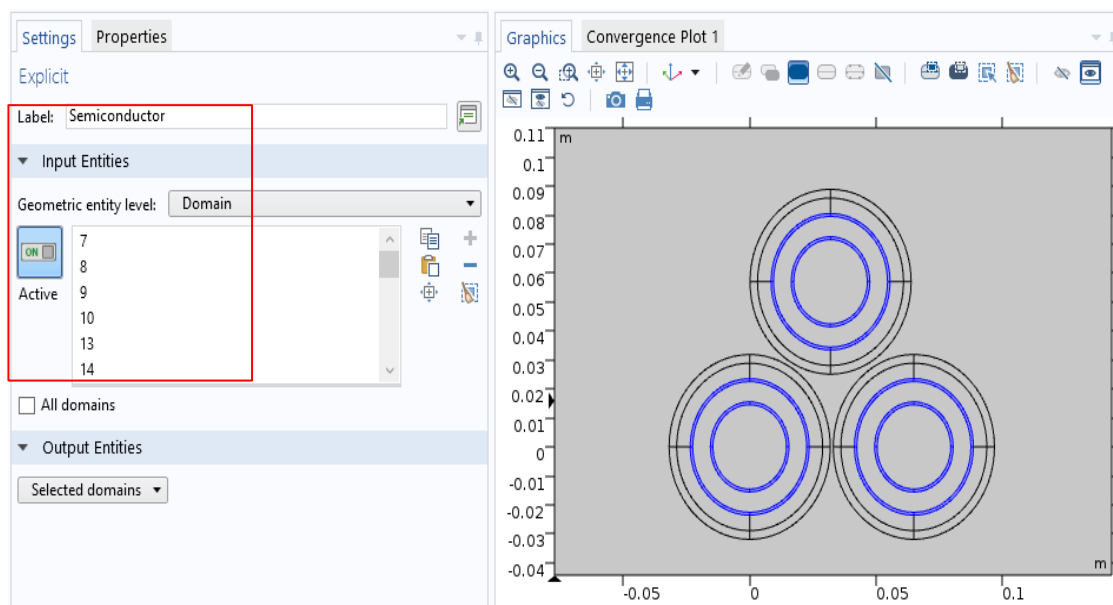 Settings Properties
Explicit
Label: Semiconductor
Input Entities
Geometric entity level: Domain
ON
Active
7
8
9
10
13
14
All domains
Output Entities
Selected domains
Graphics Convergence Plot 1
m
0.11
0.1
0.09
0.08
0.07
0.06
0.05
0.04
0.03
0.02
0.01
0
-0.01
-0.02
-0.03
-0.04
m
-0.05 0 0.05 0.1